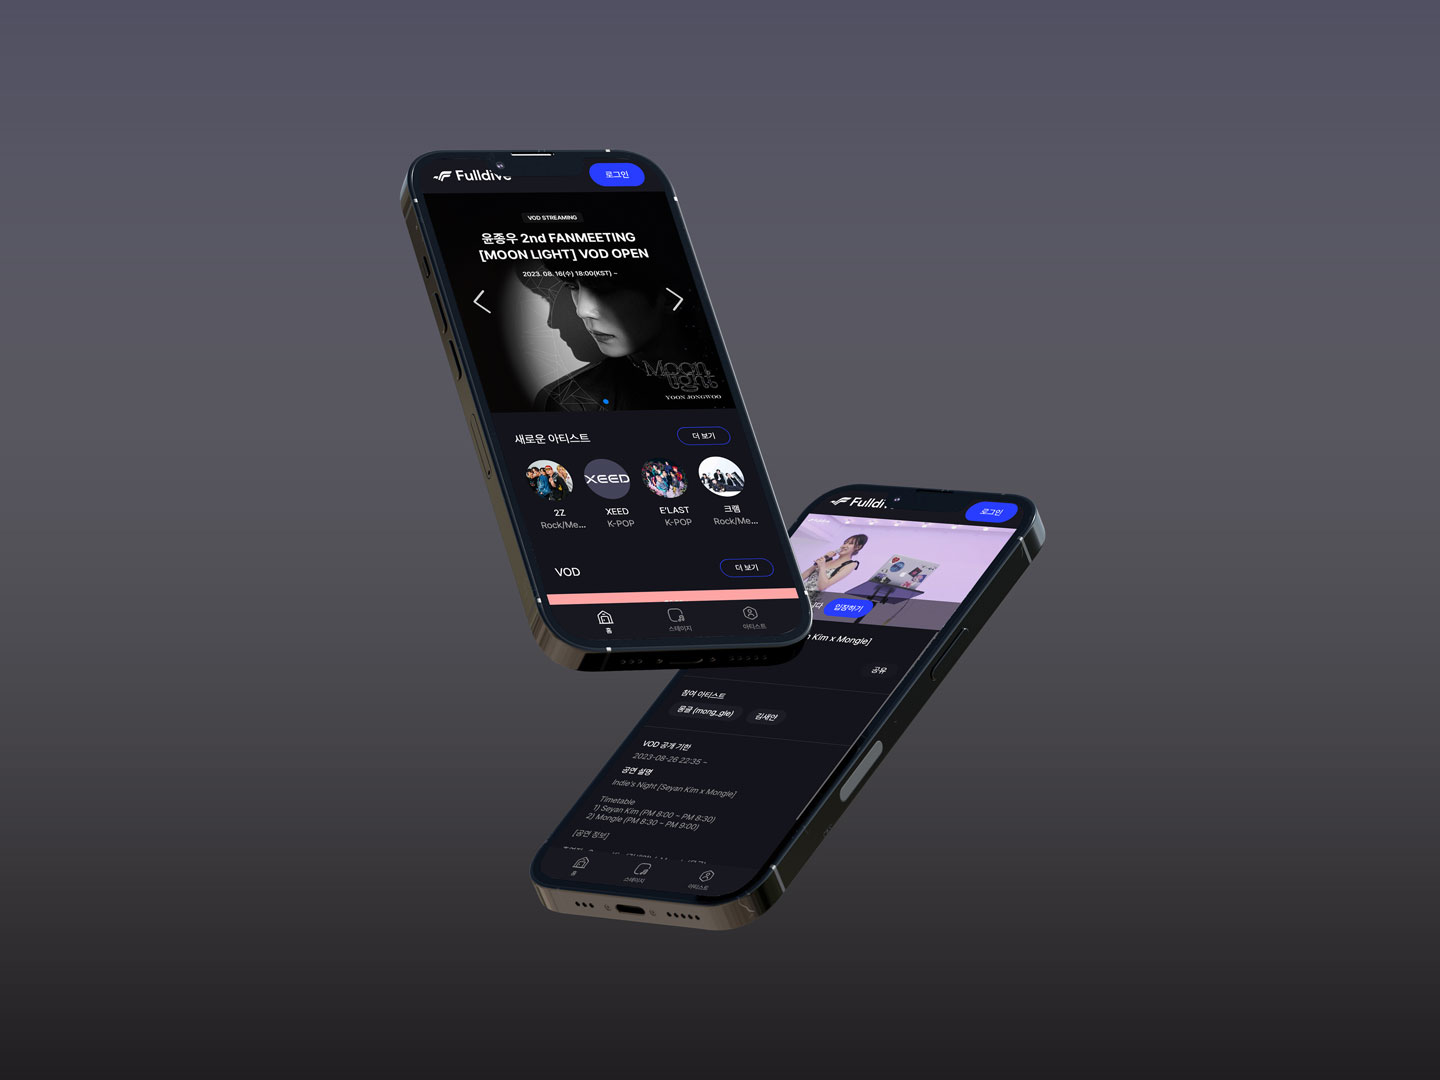 Fulldive
로그인
VOD STREAMING
윤종우 2nd FANMEETING
[MOON LIGHT] VOD OPEN
2023. 08. 16(수) 18:00(KST) ~
Moon
light
YOON JONGWOO
새로운 아티스트
더 보기
XEED
2Z
XEED
E'LAST
크램
Rock/Me...
K-POP
K-POP
Rock/Me...
VOD
더 보기
홈
스테이지
아티스트
로그인
입장하기
Kim x Mongle]
공유
참여 아티스트
몽글 (mong_gle)
김세얀
VOD 공개 기한
2023-08-26 22:35 ~
공연 설명
Indie's Night [Seyan Kim x Mongle]
Timetable
1) Seyan Kim (PM 8:00 ~ PM 8:30)
2) Mongle (PM 8:30 ~ PM 9:00)
[공연 정보]
홈
스테이지
아티스트